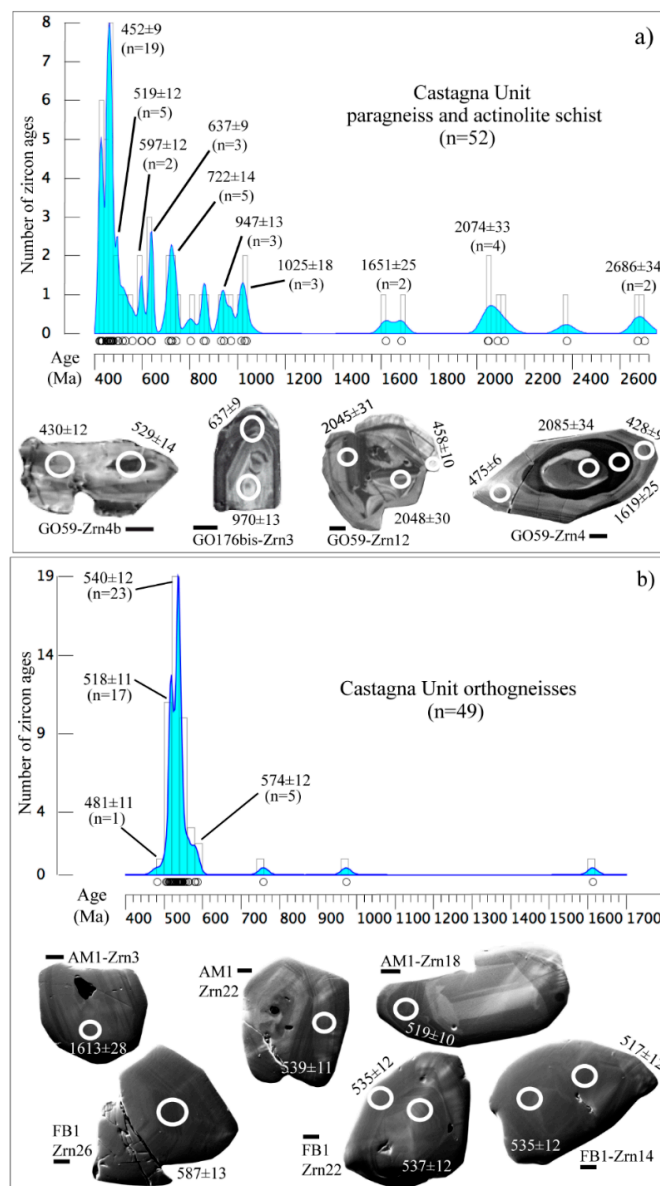 a)
8
7
6
5
4
3
2
1
0
Number of zircon ages
452±9
(n=19)
519±12
(n=5)
597±12
(n=2)
637±9
(n=3)
722±14
(n=5)
947±13
(n=3)
1025±18
(n=3)
Castagna Unit
paragneiss and actinolite schist
(n=52)
1651±25
(n=2)
2074±33
(n=4)
2686±34
(n=2)
Age
(Ma)
400 600 800 1000 1200 1400 1600 1800 2000 2200 2400 2600
430±12
529±14
GO59-Zrn4b
637±9
970±13
GO176bis-Zrn3
2045±31
458±10
2048±30
GO59-Zrn12
2085±34
428±9
475±6
1619±25
GO59-Zrn4
b)
19
14
9
4
0
Number of zircon ages
540±12
(n=23)
518±11
(n=17)
481±11
(n=1)
574±12
(n=5)
Castagna Unit orthogneisses
(n=49)
Age
(Ma)
400 500 600 700 800 900 1000 1100 1200 1300 1400 1500 1600 1700
AM1-Zrn3
1613±28
AM1
Zrn22
539±11
AM1-Zrn18
519±10
FB1
Zrn26
587±13
535±12
FB1
Zrn22
537±12
517±12
535±12
FB1-Zrn14